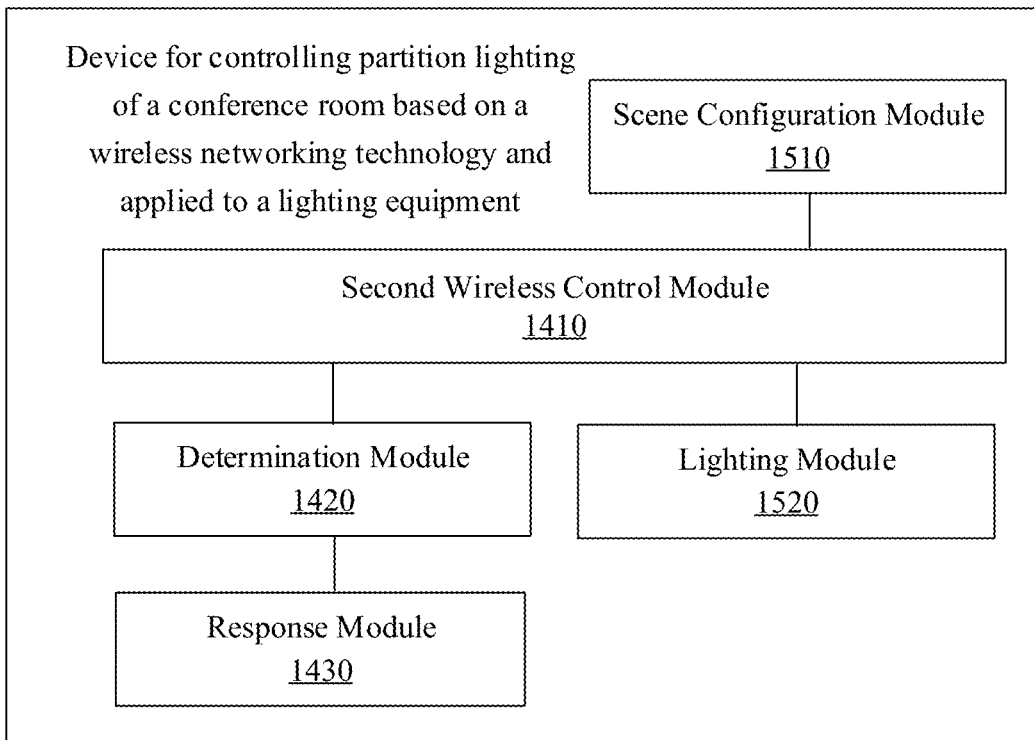 Device for controlling partition lighting
of a conference room based on a
wireless networking technology and
applied to a lighting equipment
Scene Configuration Module
1510
Second Wireless Control Module
1410
Determination Module
1420
Lighting Module
1520
Response Module
1430